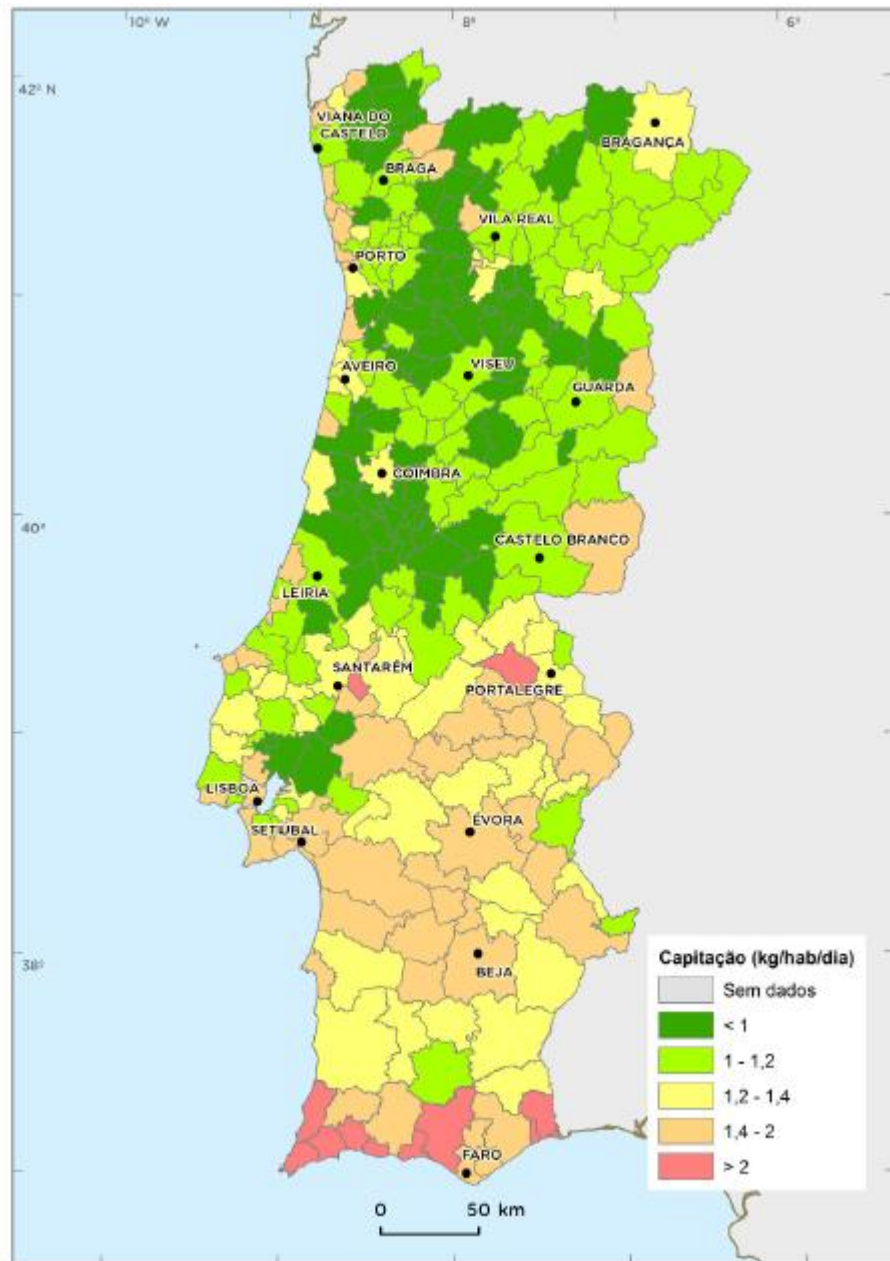 10° W
8°
6°
42° N
VIANA DO
CASTELO
BRAGANÇA
BRAGA
VILA REAL
PORTO
AVEIRO
VISEU
GUARDA
COIMBRA
40°
CASTELO BRANCO
LEIRIA
SANTARÉM
PORTALEGRE
LISBOA
ÉVORA
SETÚBAL
38°
BEJA
FARO
Capitação (kg/hab/dia)
Sem dados
< 1
1 - 1,2
1,2 - 1,4
1,4 - 2
> 2
0 50 km